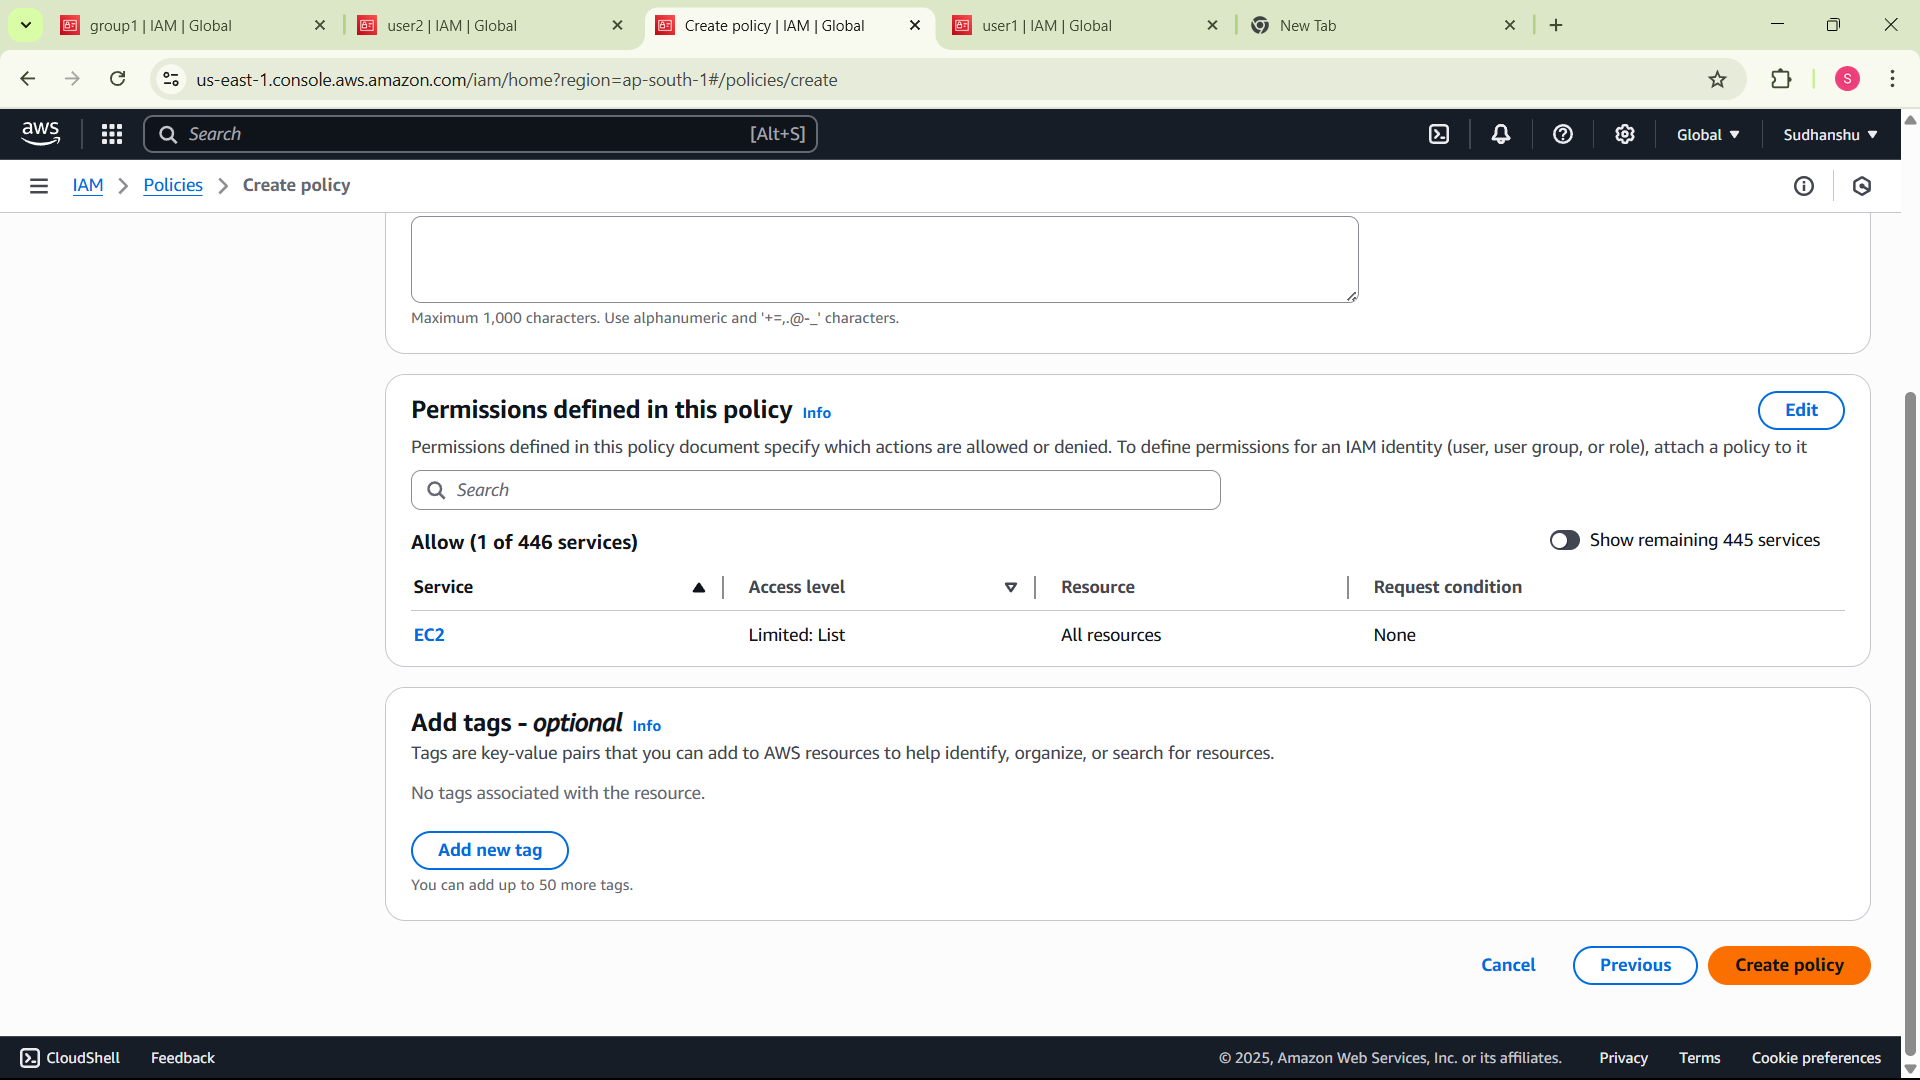 group1 | IAM | Global
user2 | IAM | Global
Create policy | IAM | Global
user1 | IAM | Global
New Tab
us-east-1.console.aws.amazon.com/iam/home?region=ap-south-1#/policies/create
S
aws
Search
[Alt+S]
Global
Sudhanshu
IAM
Policies
Create policy
Maximum 1,000 characters. Use alphanumeric and '+=,.@-_' characters.
Permissions defined in this policy Info
Edit
Permissions defined in this policy document specify which actions are allowed or denied. To define permissions for an IAM identity (user, user group, or role), attach a policy to it
Search
Allow (1 of 446 services)
Show remaining 445 services
Service
Access level
Resource
Request condition
EC2
Limited: List
All resources
None
Add tags - optional Info
Tags are key-value pairs that you can add to AWS resources to help identify, organize, or search for resources.
No tags associated with the resource.
Add new tag
You can add up to 50 more tags.
Cancel
Previous
Create policy
CloudShell
Feedback
© 2025, Amazon Web Services, Inc. or its affiliates.
Privacy
Terms
Cookie preferences